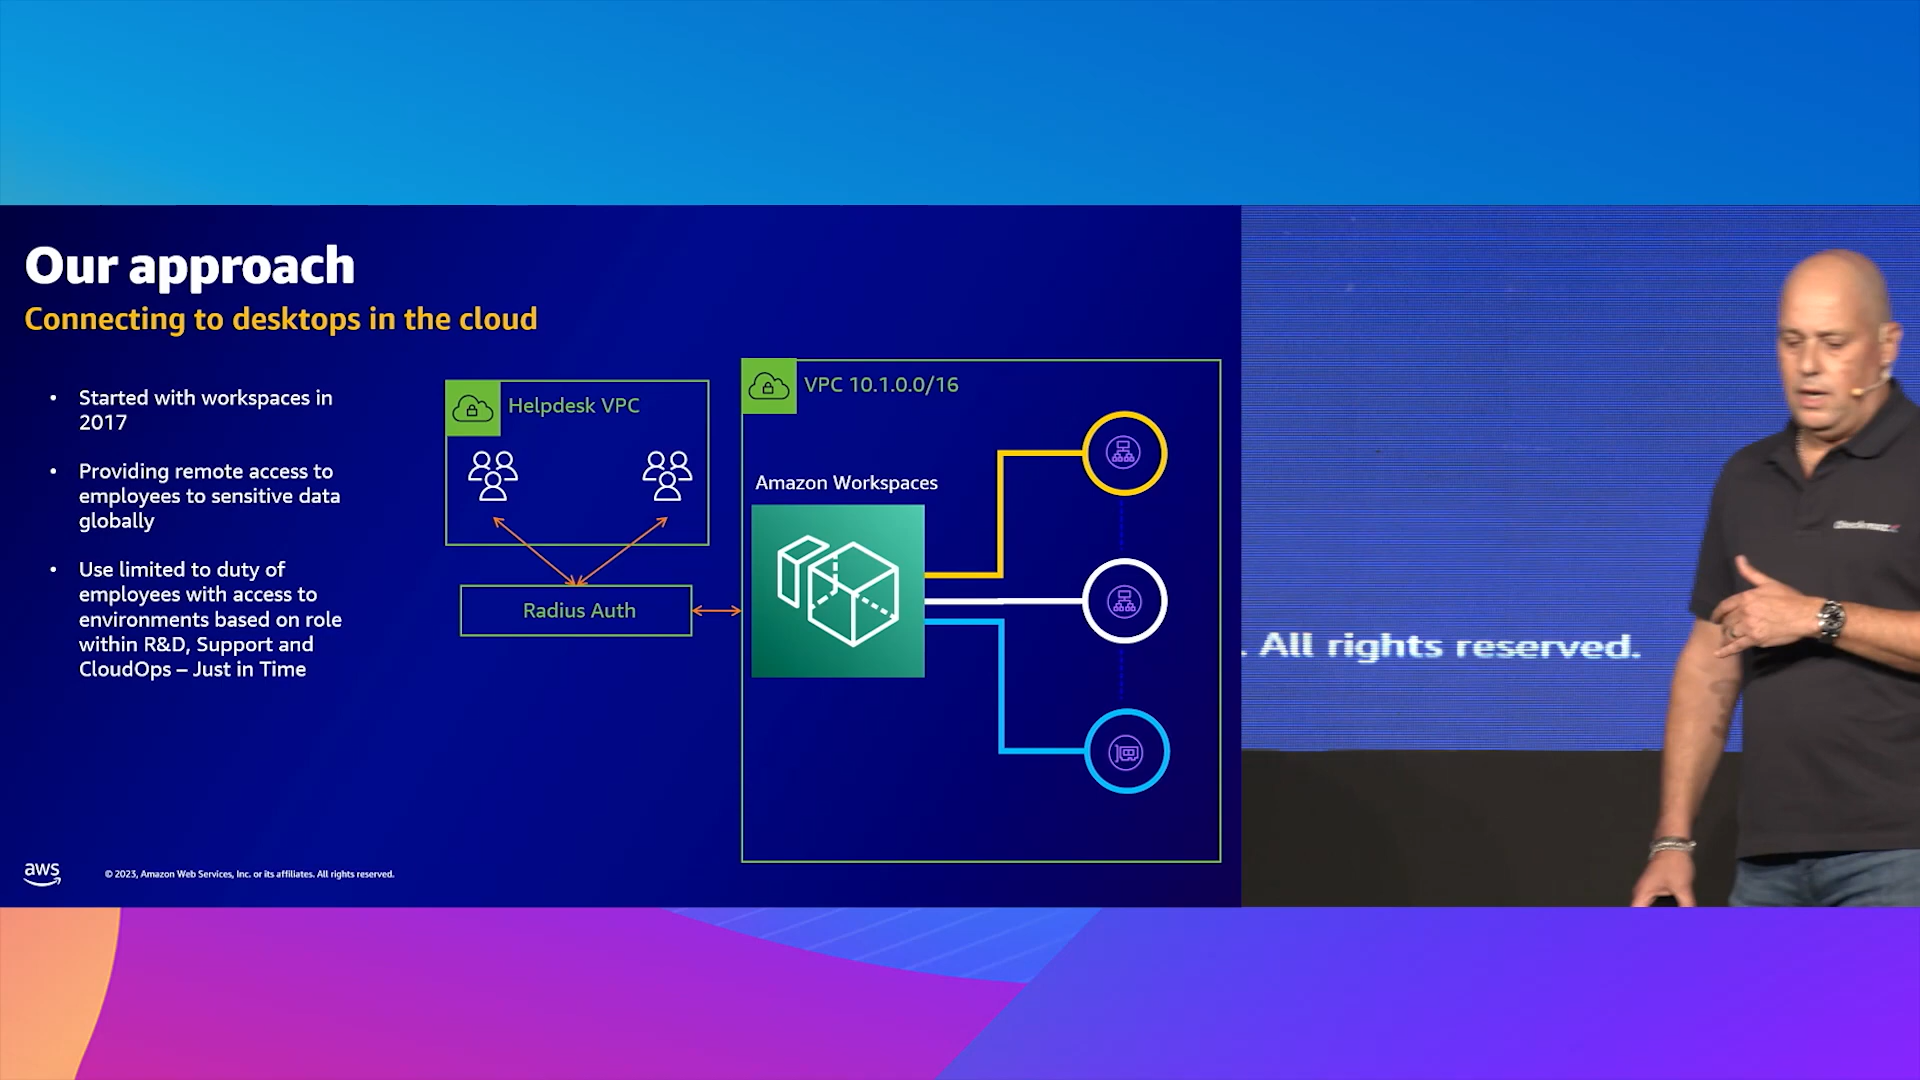 Our approach
Connecting to desktops in the cloud
• Started with workspaces in
2017
• Providing remote access to
employees to sensitive data
globally
• Use limited to duty of
employees with access to
environments based on role
within R&D, Support and
CloudOps – Just in Time
Helpdesk VPC
Radius Auth
VPC 10.1.0.0/16
Amazon Workspaces
. All rights reserved.
aws
© 2023, Amazon Web Services, Inc. or its affiliates. All rights reserved.